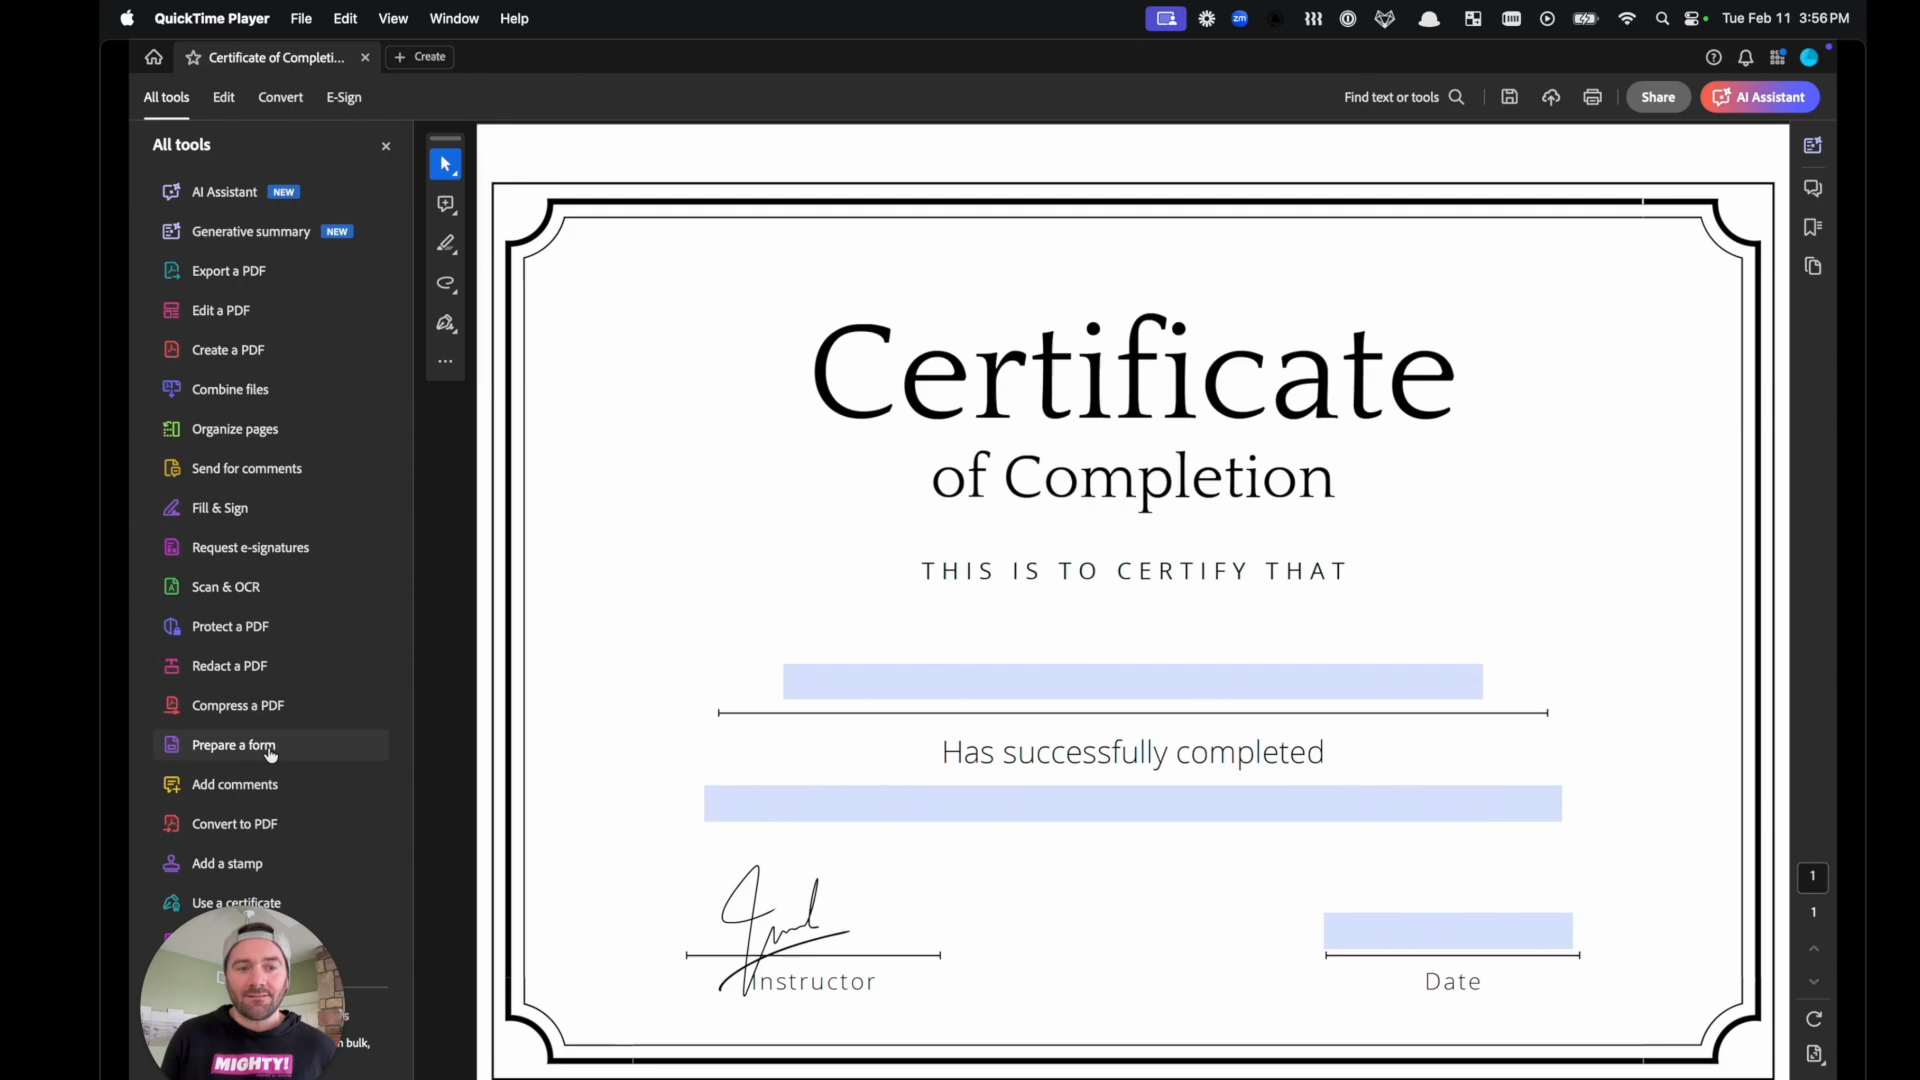 QuickTime Player File Edit View Window Help zm Tue Feb 11 3:56 PM
Certificate of Completi... Create
All tools Edit Convert E-Sign Find text or tools Share AI Assistant
All tools
AI Assistant NEW
Generative summary NEW
Export a PDF
Edit a PDF
Create a PDF
Combine files
Organize pages
Send for comments
Fill & Sign
Request e-signatures
Scan & OCR
Protect a PDF
Redact a PDF
Compress a PDF
Prepare a form
Add comments
Convert to PDF
Add a stamp
Use a certificate
n bulk,
MIGHTY!
Certificate
of Completion
THIS IS TO CERTIFY THAT
Has successfully completed
Instructor
Date
1
1